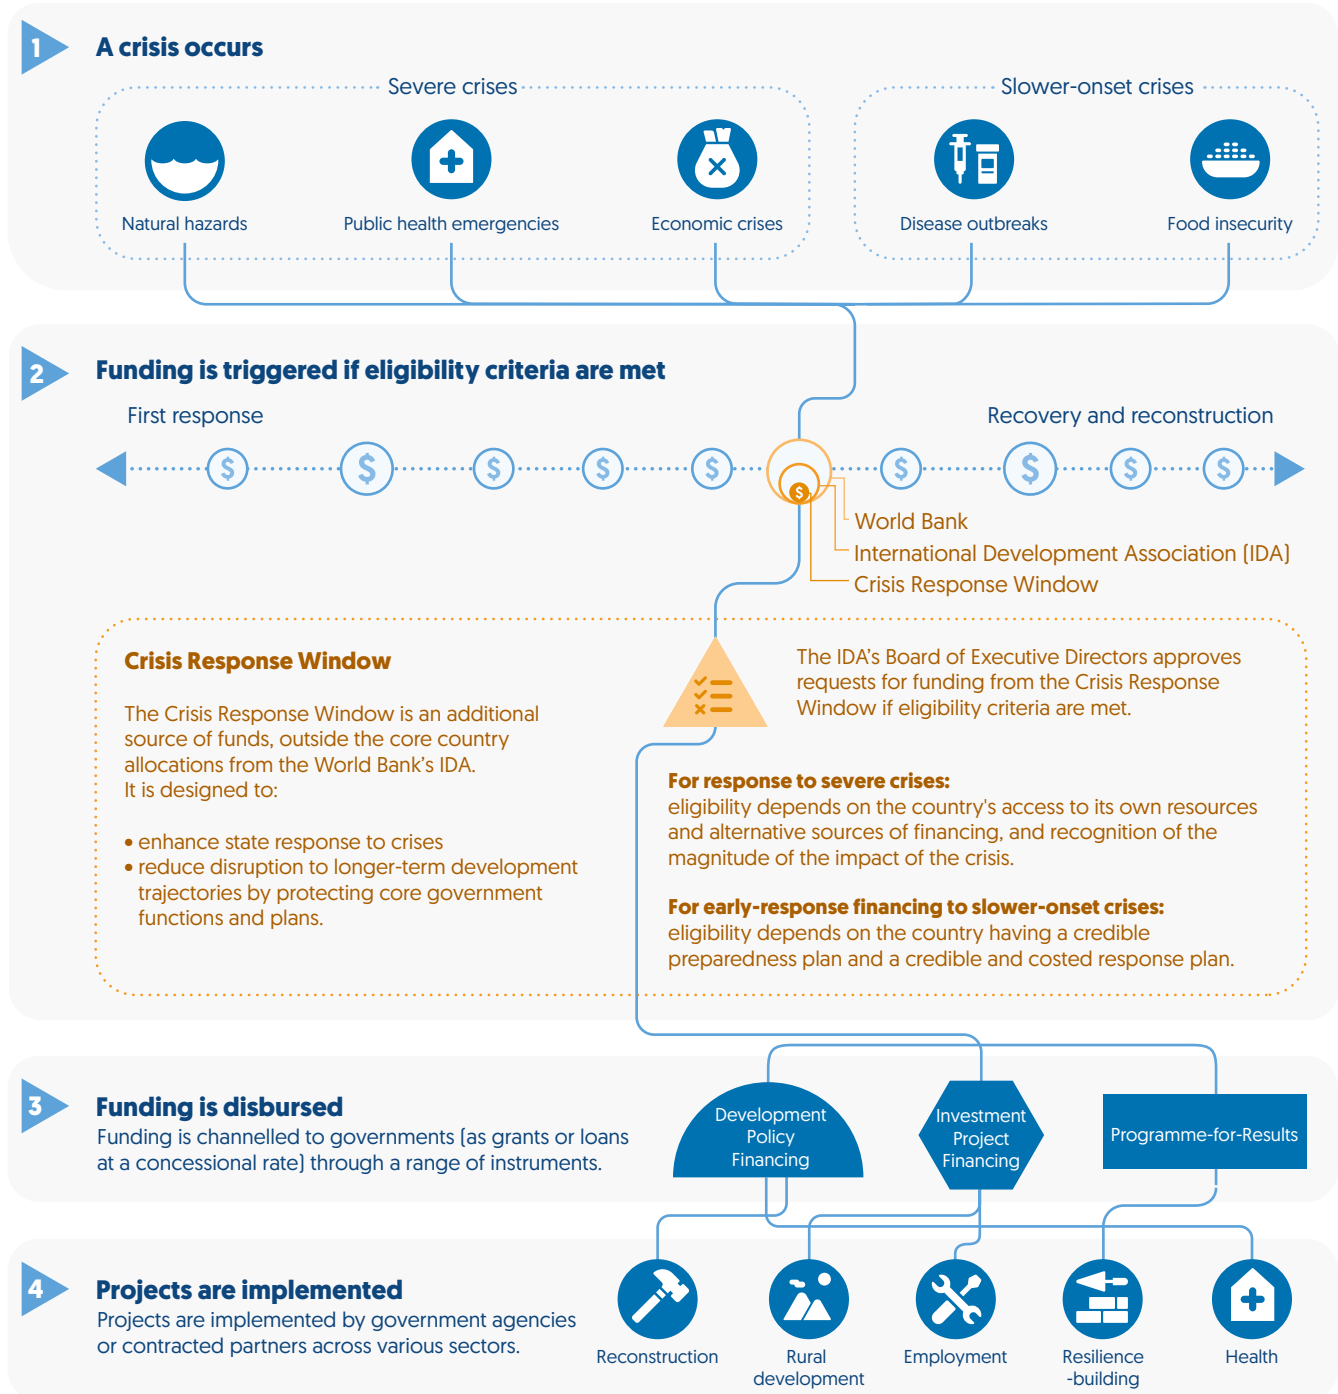 1
A crisis occurs
Severe crises
Slower-onset crises
Natural hazards
Public health emergencies
Economic crises
Disease outbreaks
Food insecurity
2
Funding is triggered if eligibility criteria are met
First response
Recovery and reconstruction
$ $ $ $ $ $ $ $ $ $
World Bank
International Development Association (IDA)
Crisis Response Window
Crisis Response Window
The Crisis Response Window is an additional
source of funds, outside the core country
allocations from the World Bank's IDA.
It is designed to:
• enhance state response to crises
• reduce disruption to longer-term development
trajectories by protecting core government
functions and plans.
The IDA's Board of Executive Directors approves
requests for funding from the Crisis Response
Window if eligibility criteria are met.
For response to severe crises:
eligibility depends on the country's access to its own resources
and alternative sources of financing, and recognition of the
magnitude of the impact of the crisis.
For early-response financing to slower-onset crises:
eligibility depends on the country having a credible
preparedness plan and a credible and costed response plan.
3
Funding is disbursed
Funding is channelled to governments (as grants or loans
at a concessional rate) through a range of instruments.
Development
Policy
Financing
Investment
Project
Financing
Programme-for-Results
4
Projects are implemented
Projects are implemented by government agencies
or contracted partners across various sectors.
Reconstruction
Rural
development
Employment
Resilience
-building
Health